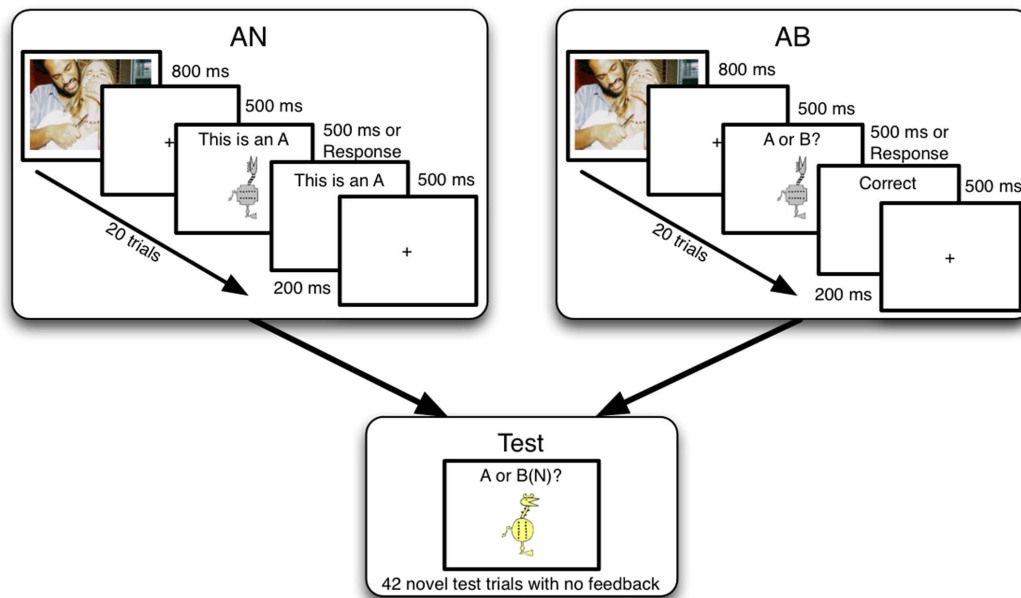 AN
800 ms
500 ms
+
This is an A
500 ms or
Response
This is an A
500 ms
+
20 trials
200 ms
AB
800 ms
500 ms
+
A or B?
500 ms or
Response
Correct
500 ms
+
20 trials
200 ms
Test
A or B(N)?
42 novel test trials with no feedback